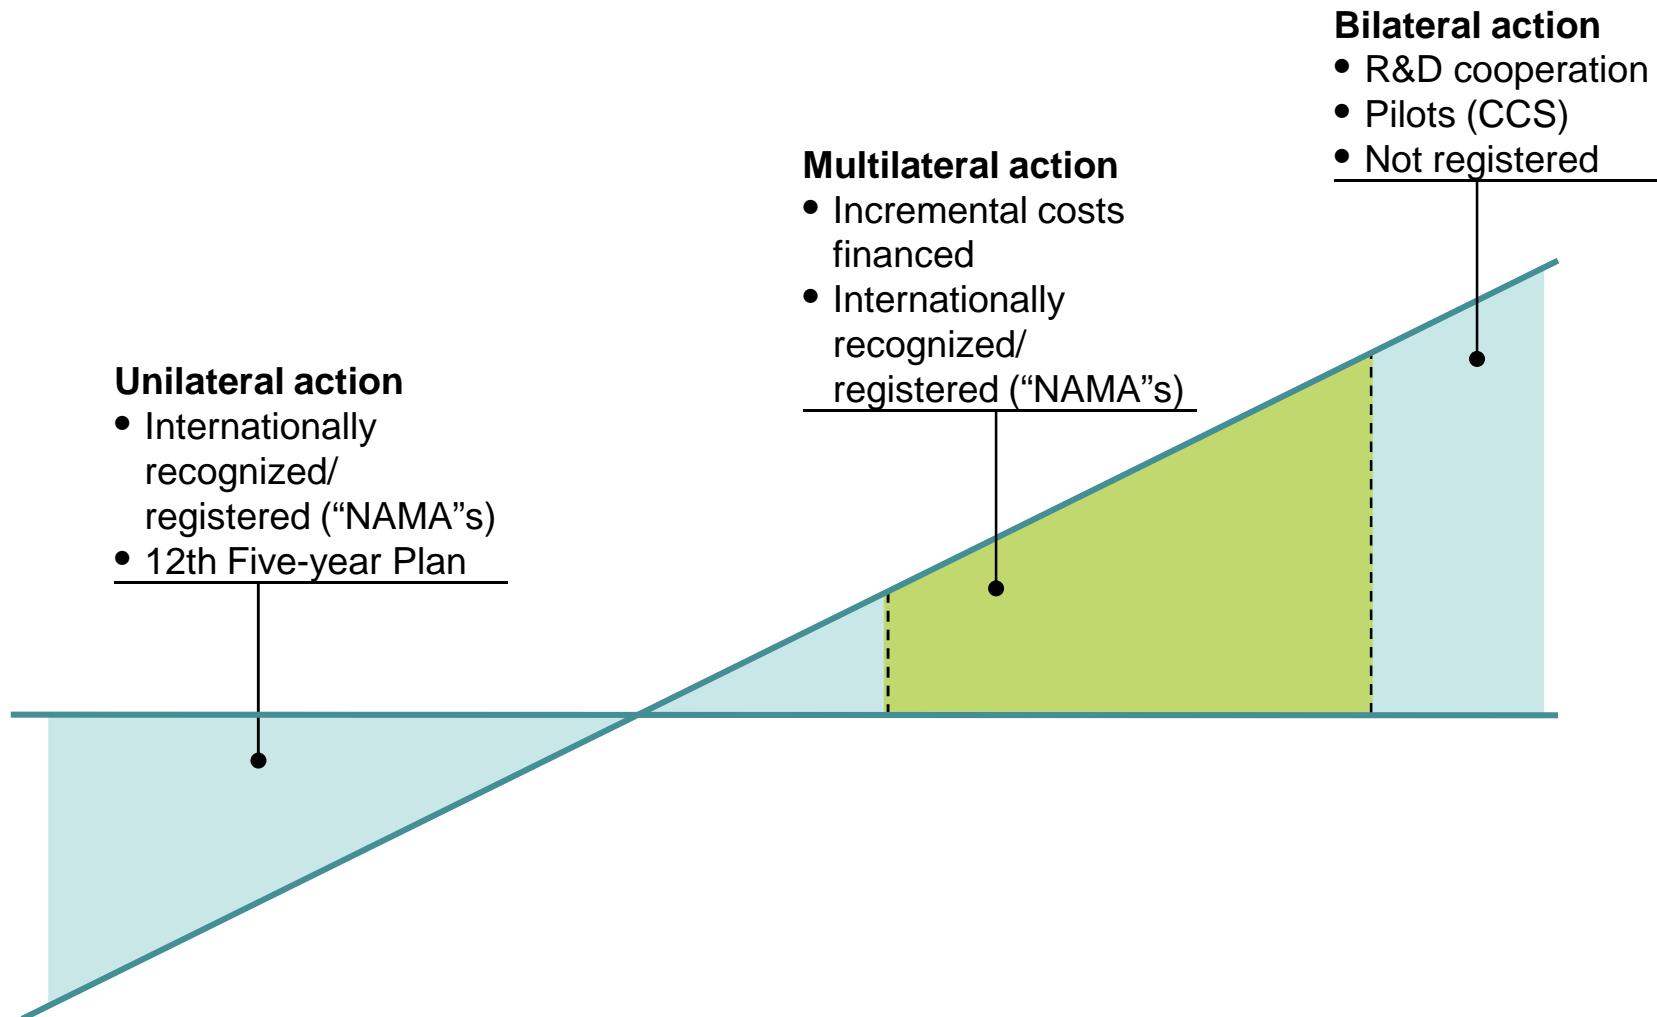 Bilateral action
• R&D cooperation
• Pilots (CCS)
• Not registered
Multilateral action
• Incremental costs
financed
• Internationally
recognized/
registered (“NAMA”s)
Unilateral action
• Internationally
recognized/
registered (“NAMA”s)
• 12th Five-year Plan